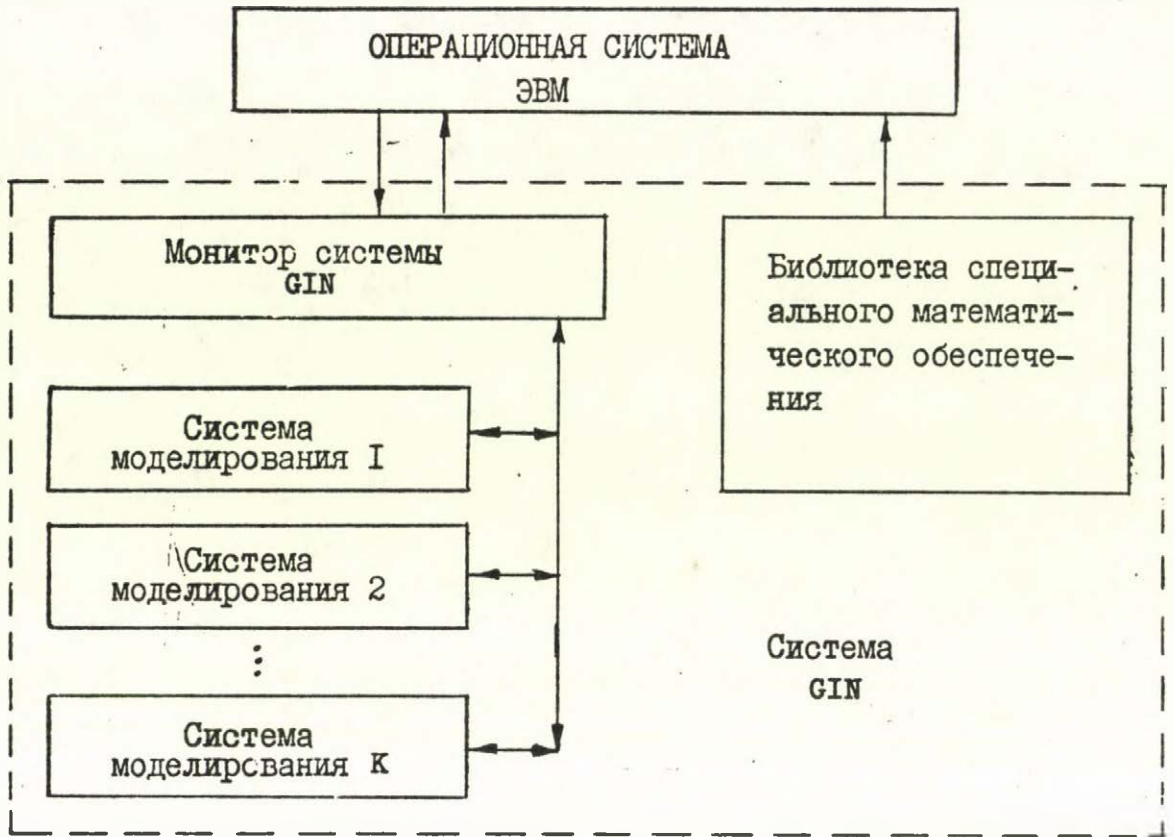 ОПЕРАЦИОННАЯ СИСТЕМА
ЭВМ
Монитор системы
GIN
Библиотека специ-
ального математи-
ческого обеспече-
ния
Система
моделирования I
Система
моделирования 2
⋮
Система
моделирования K
Система
GIN